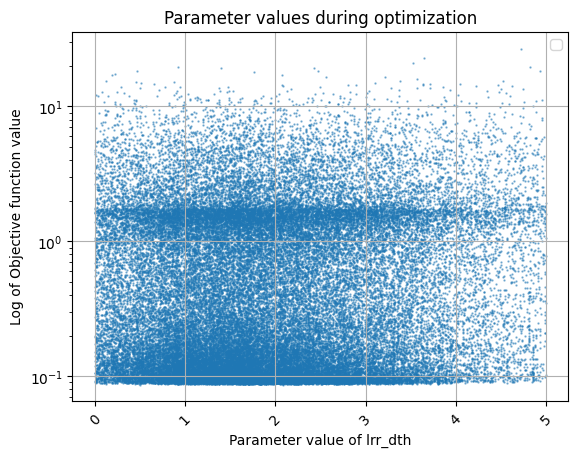 Parameter values during optimization
Log of Objective function value
10¹
10⁰
10⁻¹
0 1 2 3 4 5
Parameter value of lrr_dth